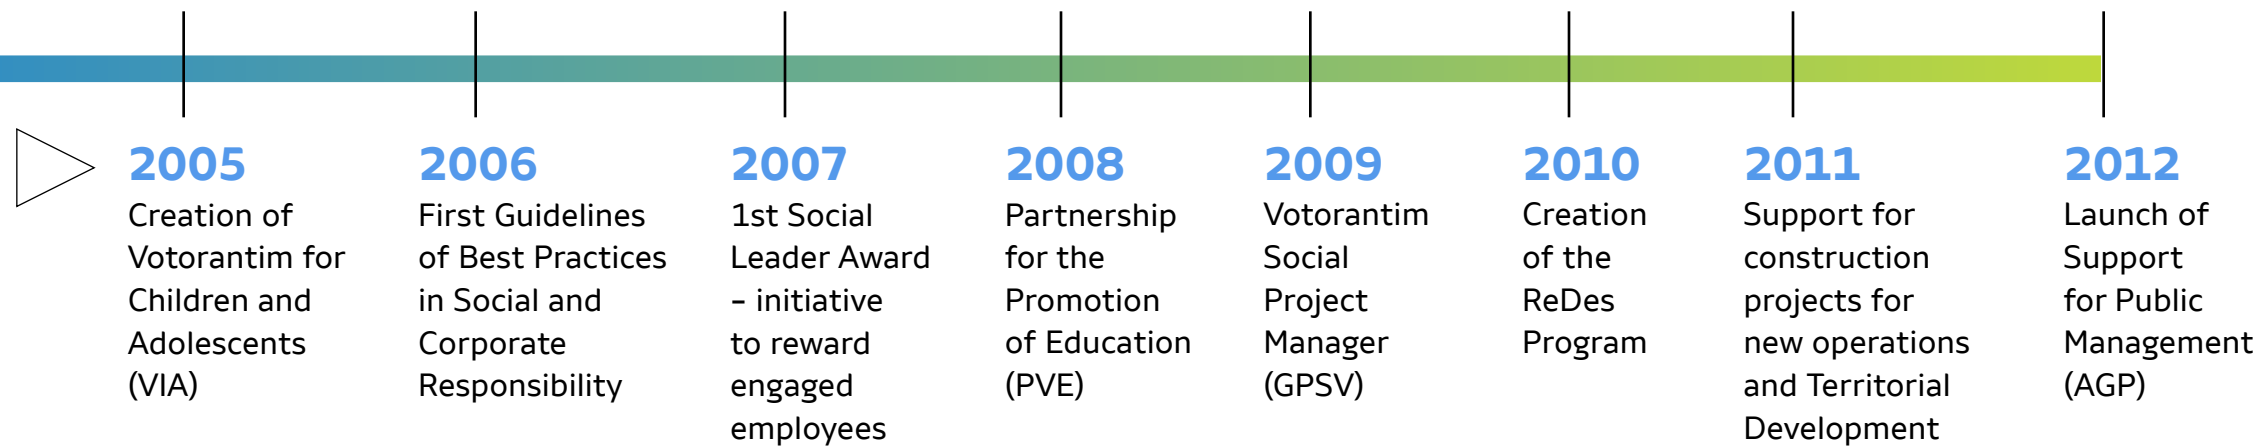 2005
Creation of
Votorantim for
Children and
Adolescents
(VIA)
2006
First Guidelines
of Best Practices
in Social and
Corporate
Responsibility
2007
1st Social
Leader Award
– initiative
to reward
engaged
employees
2008
Partnership
for the
Promotion
of Education
(PVE)
2009
Votorantim
Social
Project
Manager
(GPSV)
2010
Creation
of the
ReDes
Program
2011
Support for
construction
projects for
new operations
and Territorial
Development
2012
Launch of
Support
for Public
Management
(AGP)